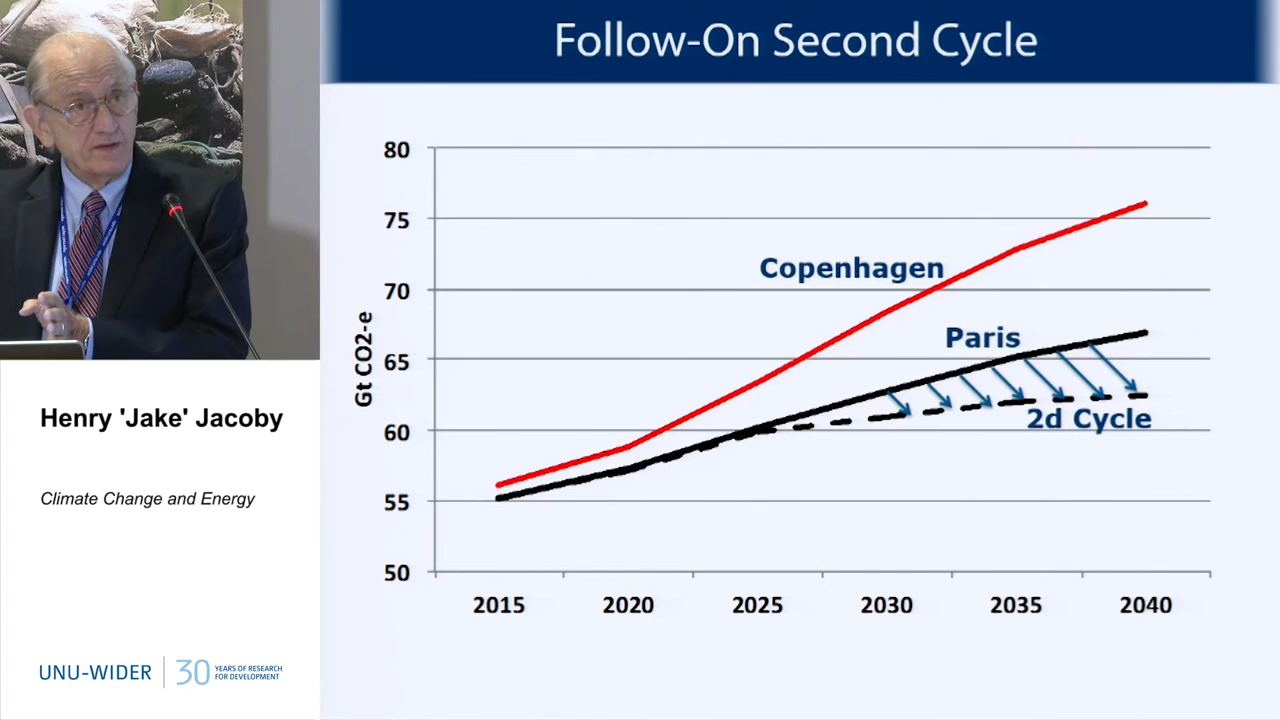 Follow-On Second Cycle
80
75
70
65
60
55
50
Gt CO2-e
Copenhagen
Paris
2d Cycle
2015 2020 2025 2030 2035 2040
Henry 'Jake' Jacoby
Climate Change and Energy
UNU-WIDER
30
YEARS OF RESEARCH
FOR DEVELOPMENT